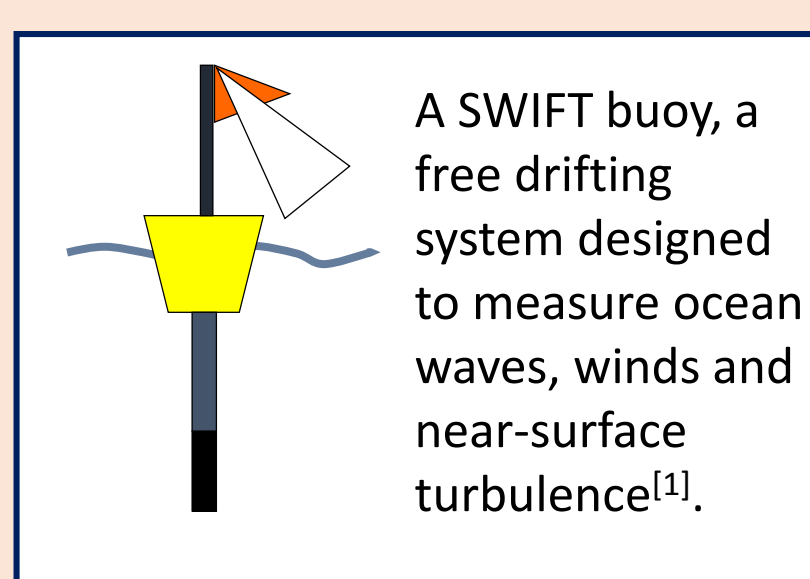 A SWIFT buoy, a
free drifting
system designed
to measure ocean
waves, winds and
near-surface
turbulence[1].